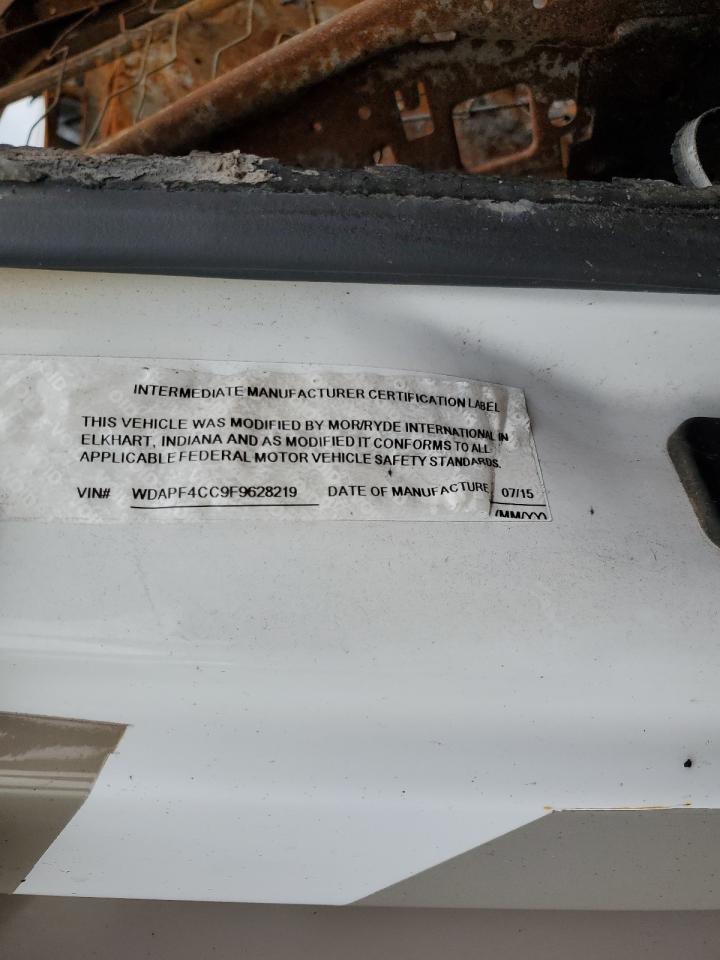 INTERMEDIATE MANUFACTURER CERTIFICATION LABEL
THIS VEHICLE WAS MODIFIED BY MOR/RYDE INTERNATIONAL IN
ELKHART, INDIANA AND AS MODIFIED IT CONFORMS TO ALL
APPLICABLE FEDERAL MOTOR VEHICLE SAFETY STANDARDS.
VIN# WDAPF4CC9F9628219 DATE OF MANUFACTURE 07/15
(MM/YY)